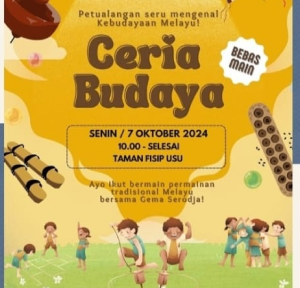 Petualangan seru mengenal
Kebudayaan Melayu!
Ceria
Budaya
BEBAS
MAIN
SENIN / 7 OKTOBER 2024
10.00 - SELESAI
TAMAN FISIP USU
Ayo ikut bermain permainan
tradisional Melayu
bersama Gema Serodja!